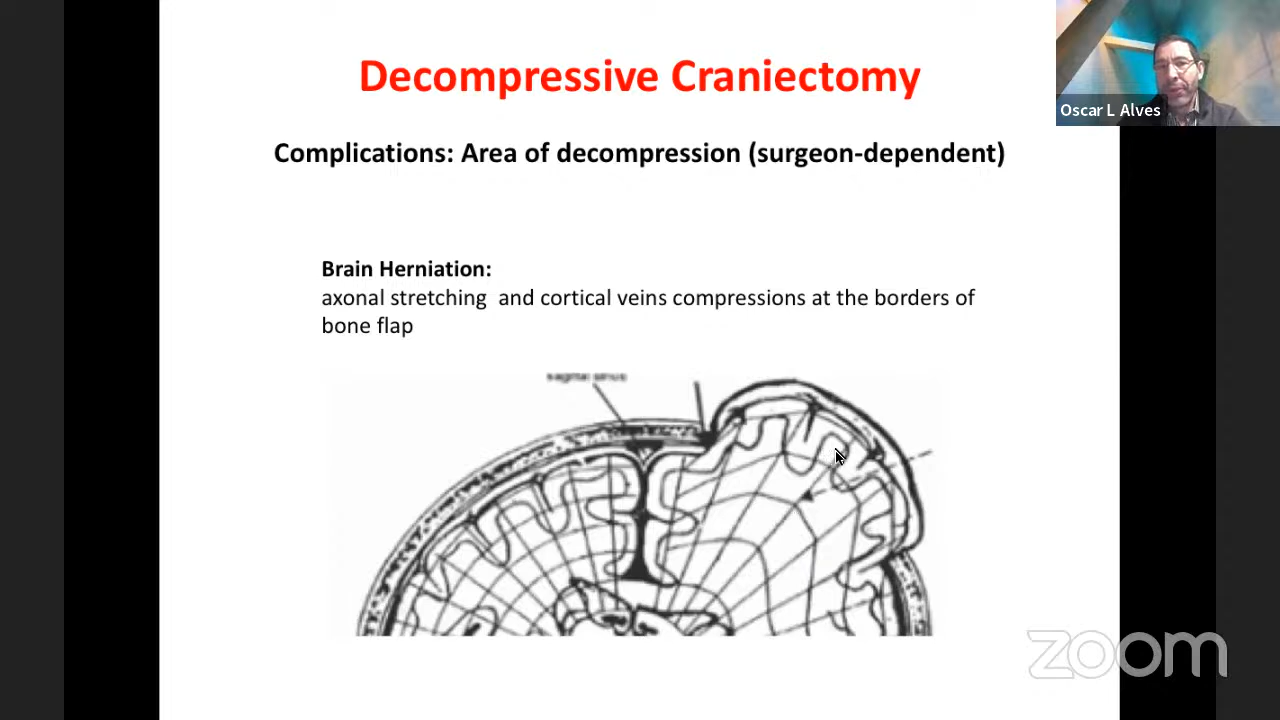 Decompressive Craniectomy
Oscar L Alves
Complications: Area of decompression (surgeon-dependent)
Brain Herniation:
axonal stretching  and cortical veins compressions at the borders of
bone flap
sagittal sinus
zoom